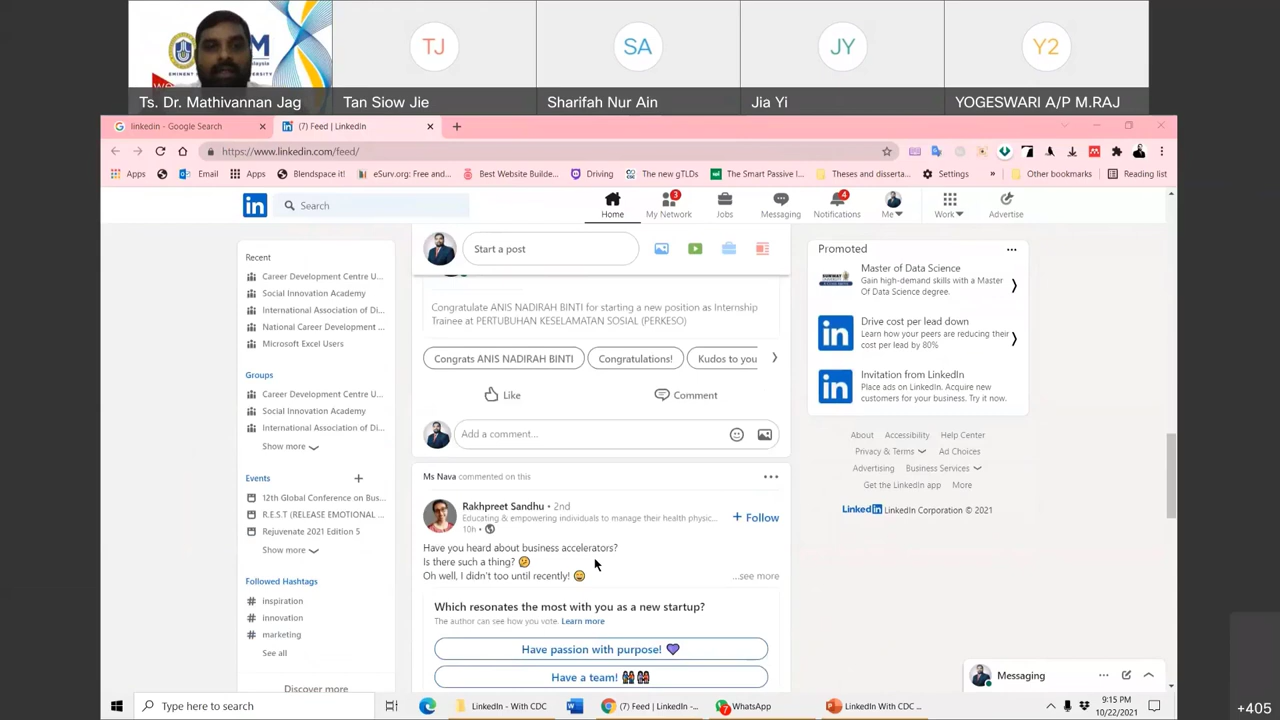 TJ
SA
JY
Y2
Ts. Dr. Mathivannan Jag
Tan Siow Jie
Sharifah Nur Ain
Jia Yi
YOGESWARI A/P M.RAJ
linkedin - Google Search
(7) Feed | LinkedIn
https://www.linkedin.com/feed/
Apps
Email
Apps
Blendspace it!
eSurv.org: Free and...
Best Website Builde...
Driving
The new gTLDs
The Smart Passive I...
Theses and disserta...
Settings
Other bookmarks
Reading list
in
Search
Home
3
My Network
Jobs
Messaging
4
Notifications
Me
Work
Advertise
Recent
Career Development Centre U...
Social Innovation Academy
International Association of Di...
National Career Development ...
Microsoft Excel Users
Groups
Career Development Centre U...
Social Innovation Academy
International Association of Di...
Show more
Events
12th Global Conference on Bus...
R.E.S.T (RELEASE EMOTIONAL ...
Rejuvenate 2021 Edition 5
Show more
Followed Hashtags
# inspiration
# innovation
# marketing
See all
Discover more
Start a post
Congratulate ANIS NADIRAH BINTI for starting a new position as Internship
Trainee at PERTUBUHAN KESELAMATAN SOSIAL (PERKESO)
Congrats ANIS NADIRAH BINTI
Congratulations!
Kudos to you
Like
Comment
Add a comment...
Ms Nava commented on this
Rakhpreet Sandhu • 2nd
Educating & empowering individuals to manage their health physic...
10h •
+ Follow
Have you heard about business accelerators?
Is there such a thing? 🤔
Oh well, I didn't too until recently! 😄
...see more
Which resonates the most with you as a new startup?
The author can see how you vote. Learn more
Have passion with purpose! 💜
Have a team!
Promoted
Master of Data Science
Gain high-demand skills with a Master
Of Data Science degree.
Drive cost per lead down
Learn how your peers are reducing their
cost per lead by 80%
Invitation from LinkedIn
Place ads on LinkedIn. Acquire new
customers for your business. Try it now.
About
Accessibility
Help Center
Privacy & Terms
Ad Choices
Advertising
Business Services
Get the LinkedIn app
More
LinkedIn LinkedIn Corporation © 2021
Messaging
Type here to search
LinkedIn - With CDC
(7) Feed | LinkedIn -...
7
WhatsApp
LinkedIn With CDC ...
9:15 PM
10/22/2021
+405